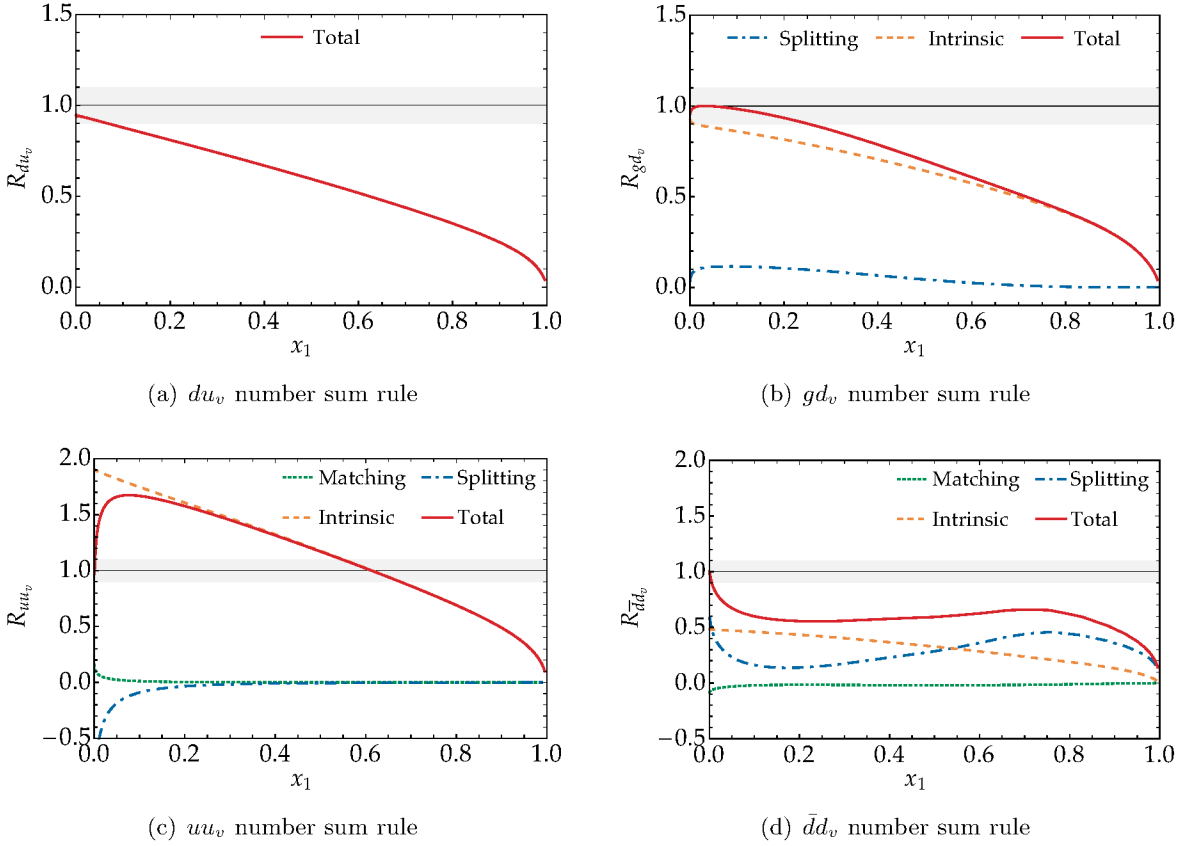 1.5
1.0
0.5
0.0
R_{du_v}
Total
0.0 0.2 0.4 0.6 0.8 1.0
x_1
(a) du_v number sum rule
1.5
1.0
0.5
0.0
R_{gd_v}
Splitting Intrinsic Total
0.0 0.2 0.4 0.6 0.8 1.0
x_1
(b) gd_v number sum rule
2.0
1.5
1.0
0.5
0.0
−0.5
R_{uu_v}
Matching Splitting
Intrinsic Total
0.0 0.2 0.4 0.6 0.8 1.0
x_1
(c) uu_v number sum rule
2.0
1.5
1.0
0.5
0.0
−0.5
R_{d̄d_v}
Matching Splitting
Intrinsic Total
0.0 0.2 0.4 0.6 0.8 1.0
x_1
(d) d̄d_v number sum rule